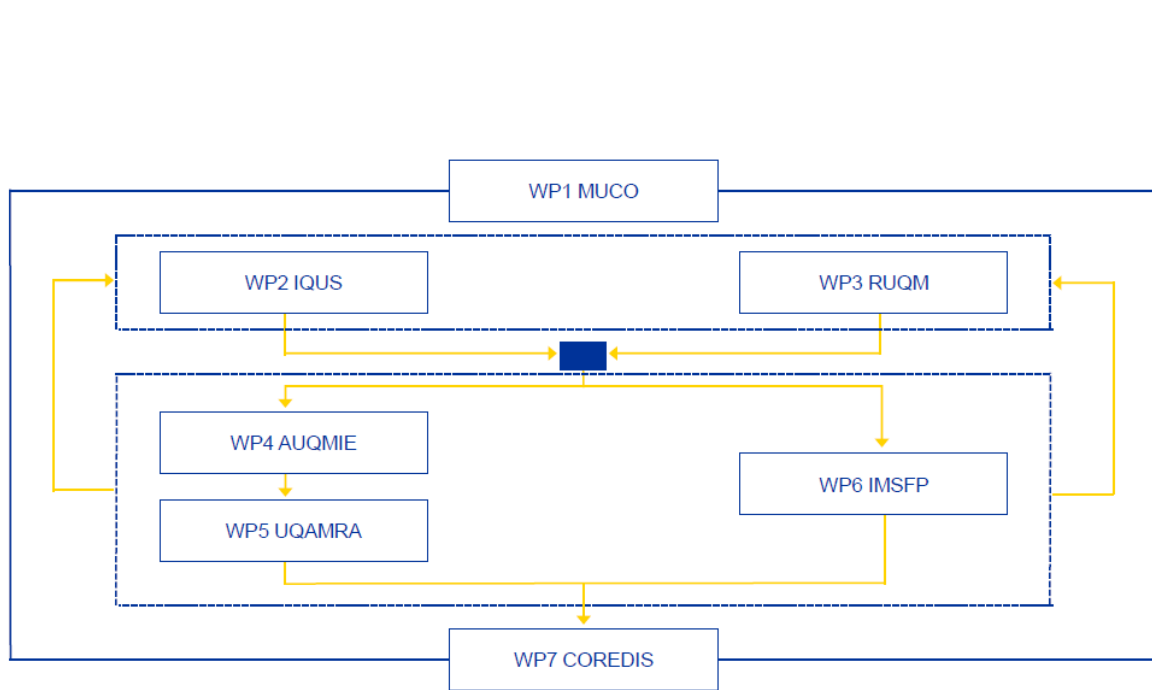 WP1 MUCO
WP2 IQUS
WP3 RUQM
WP4 AUQMIE
WP6 IMSFP
WP5 UQAMRA
WP7 COREDIS